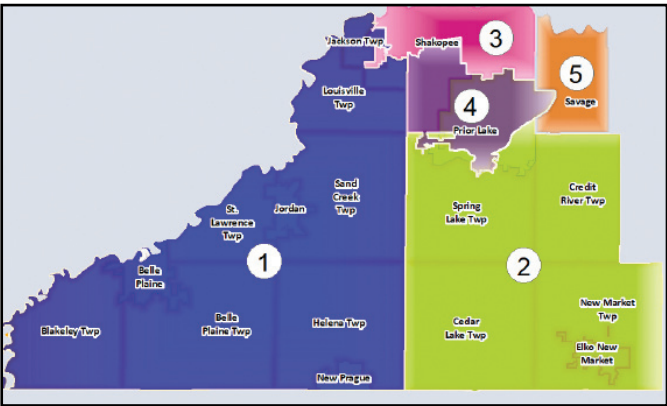 Jackson Twp
Shakopee
3
Louisville
Twp
5
Savage
4
Prior Lake
Sand
Creek
Twp
Jordan
St.
Lawrence
Twp
Spring
Lake Twp
Credit
River Twp
1
2
Belle
Plaine
Blakeley Twp
Belle
Plaine Twp
Helena Twp
Cedar
Lake Twp
New Market
Twp
Elko New
Market
New Prague